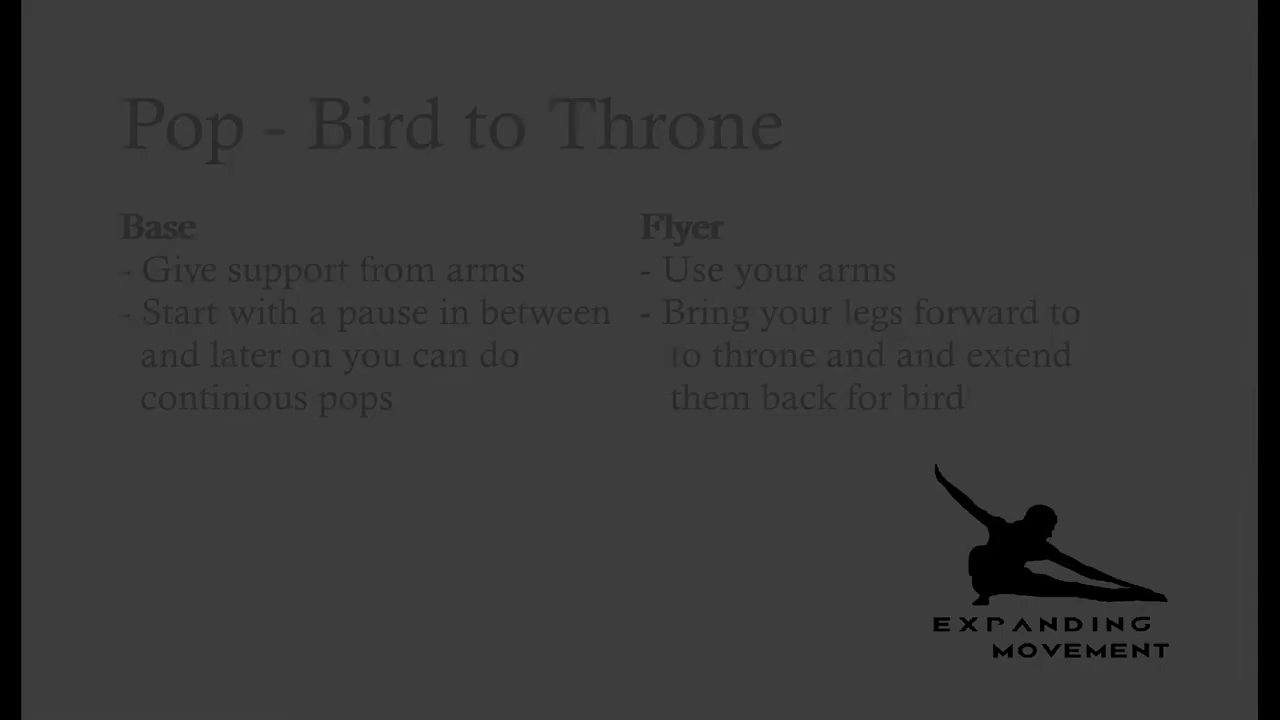 Pop - Bird to Throne
Base
- Give support from arms
- Start with a pause in between
and later on you can do
continious pops
Flyer
- Use your arms
- Bring your legs forward to
to throne and and extend
them back for bird
EXPANDING
MOVEMENT